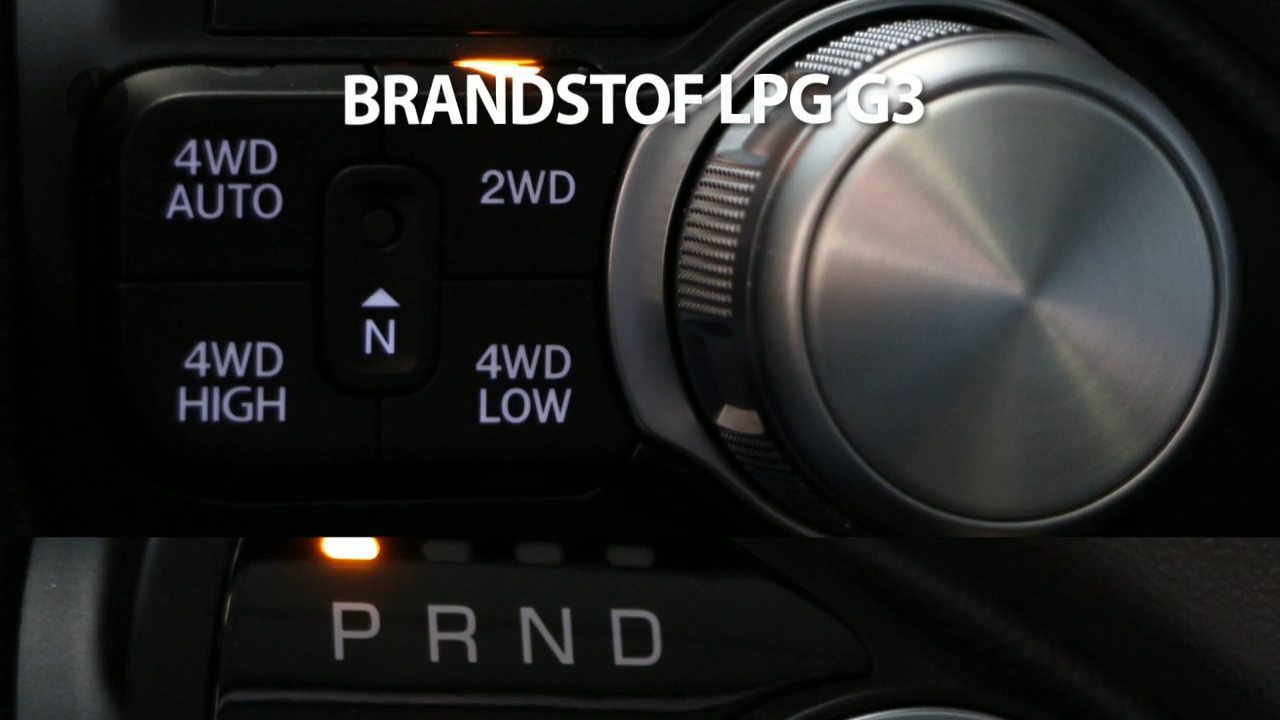 BRANDSTOF LPG G3
4WD
AUTO
2WD
N
4WD
HIGH
4WD
LOW
P R N D